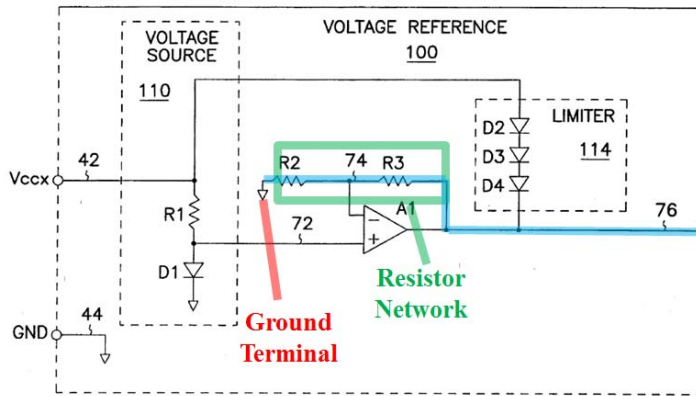 VOLTAGE REFERENCE
100
VOLTAGE
SOURCE
110
LIMITER
114
D2
D3
D4
42
Vccx
R2
74
R3
R1
A1
−
+
72
76
D1
Resistor
Network
Ground
Terminal
44
GND